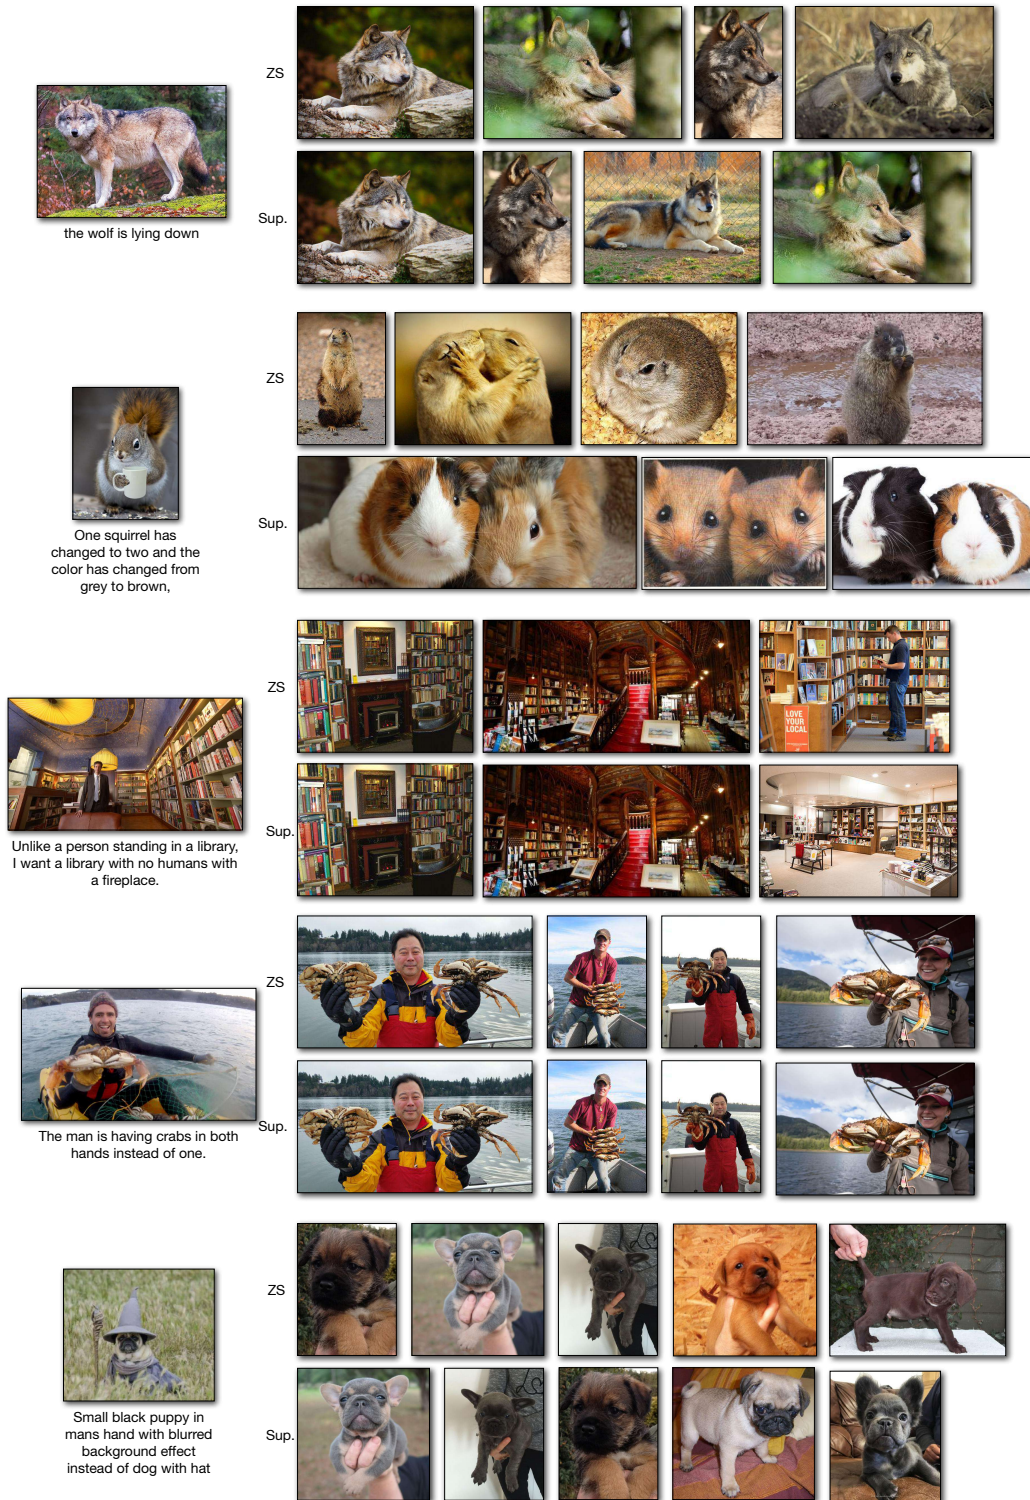 ZS
the wolf is lying down
Sup.
ZS
One squirrel has
changed to two and the
color has changed from
grey to brown,
Sup.
ZS
LOVE
YOUR
LOCAL
Unlike a person standing in a library,
I want a library with no humans with
a fireplace.
Sup.
ZS
The man is having crabs in both
hands instead of one.
Sup.
ZS
Small black puppy in
mans hand with blurred
background effect
instead of dog with hat
Sup.